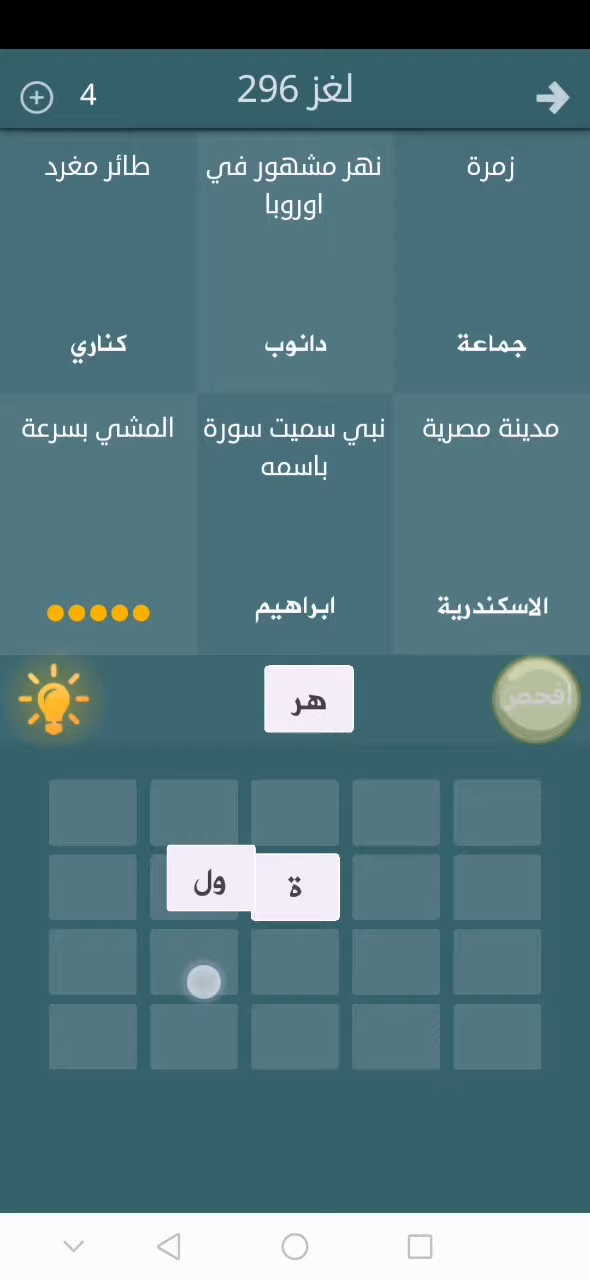 4
لغز 296
زمرة
نهر مشهور في
اوروبا
طائر مغرد
جماعة
دانوب
كناري
مدينة مصرية
نبي سميت سورة
باسمه
المشي بسرعة
الاسكندرية
ابراهيم
افحص
هر
ة
ول